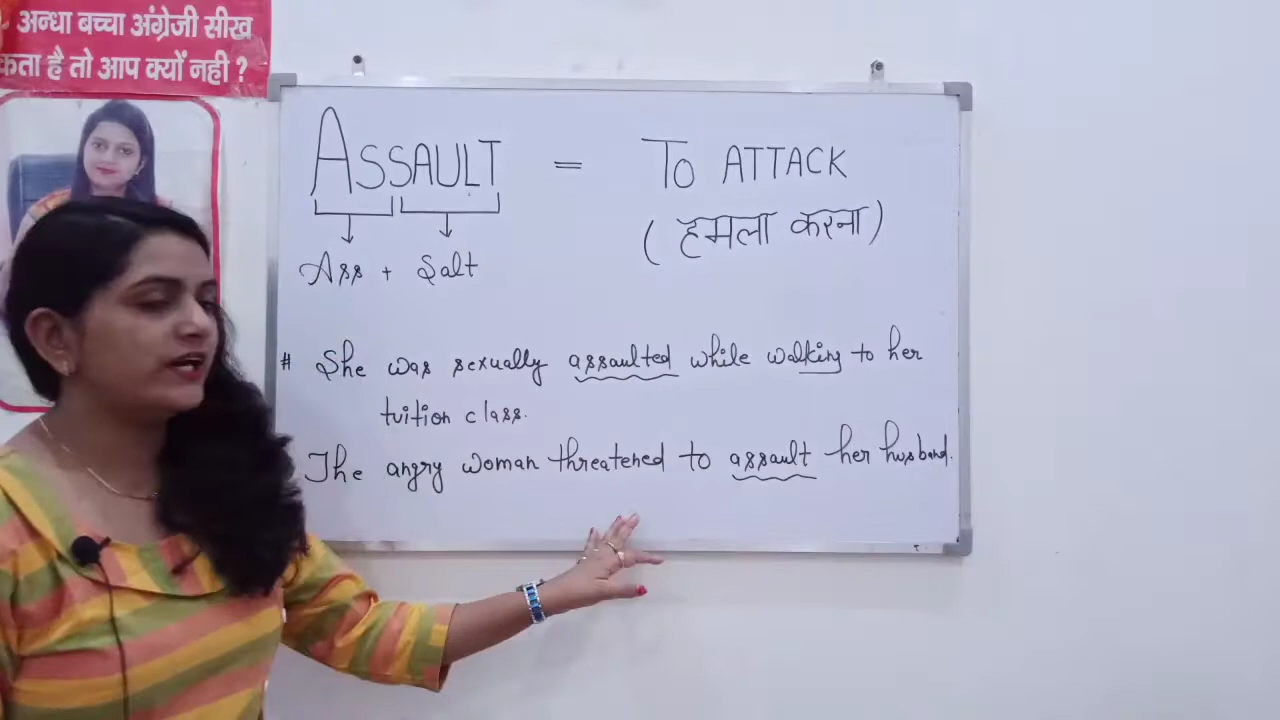 अन्धा बच्चा अंग्रेजी सीख
कता है तो आप क्यों नही ?
ASSAULT = TO ATTACK
(हमला करना)
Ass + Salt
# She was sexually assaulted while walking to her
tuition class.
The angry woman threatened to assault her husband.